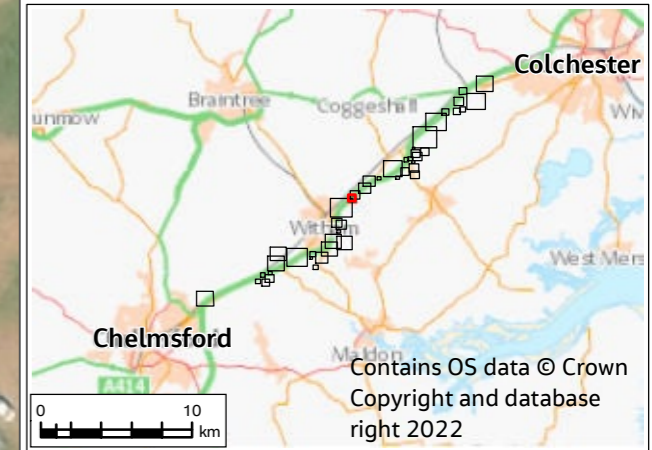 Colchester
Braintree
Coggeshall
unmow
Witham
West Mers
Chelmsford
Maldon
Contains OS data © Crown
Copyright and database
right 2022
A414
0 10
km